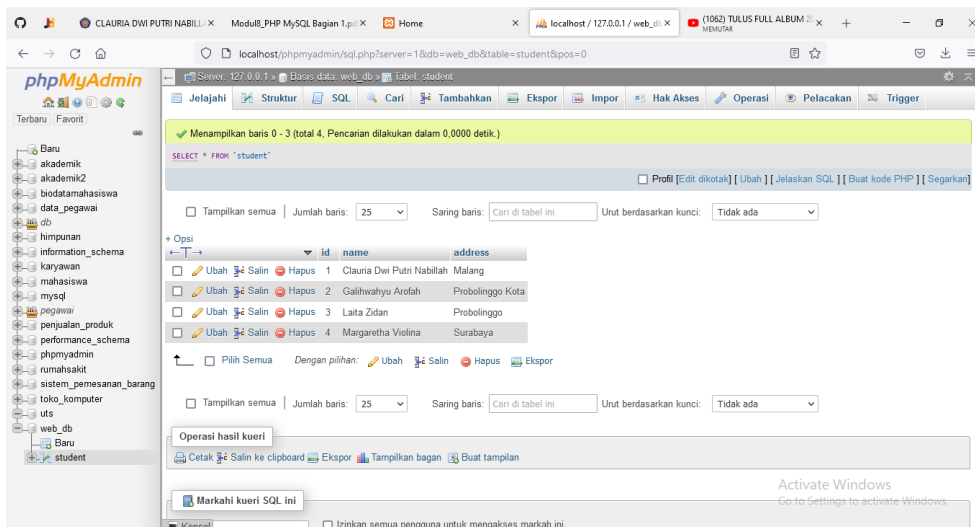 CLAURIA DWI PUTRI NABILLA
Modul8_PHP MySQL Bagian 1.pd
Home
localhost / 127.0.0.1 / web_d
(1062) TULUS FULL ALBUM
MEMUTAR
localhost/phpmyadmin/sql.php?server=1&db=web_db&table=student&pos=0
phpMyAdmin
Terbaru Favorit
Baru
akademik
akademik2
biodatamahasiswa
data_pegawai
db
himpunan
information_schema
karyawan
mahasiswa
mysql
pegawai
penjualan_produk
performance_schema
phpmyadmin
rumahsakit
sistem_pemesanan_barang
toko_komputer
uts
web_db
Baru
student
Server: 127.0.0.1 » Basis data: web_db » Tabel: student
Jelajahi Struktur SQL Cari Tambahkan Ekspor Impor Hak Akses Operasi Pelacakan Trigger
Menampilkan baris 0 - 3 (total 4, Pencarian dilakukan dalam 0,0000 detik.)
SELECT * FROM `student`
Profil [Edit dikotak] [ Ubah ] [ Jelaskan SQL ] [ Buat kode PHP ] [ Segarkan]
Tampilkan semua | Jumlah baris: 25 Saring baris: Cari di tabel ini Urut berdasarkan kunci: Tidak ada
+ Opsi
←T→ id name address
Ubah Salin Hapus 1 Clauria Dwi Putri Nabillah Malang
Ubah Salin Hapus 2 Galihwahyu Arofah Probolinggo Kota
Ubah Salin Hapus 3 Laita Zidan Probolinggo
Ubah Salin Hapus 4 Margaretha Violina Surabaya
Pilih Semua Dengan pilihan: Ubah Salin Hapus Ekspor
Tampilkan semua | Jumlah baris: 25 Saring baris: Cari di tabel ini Urut berdasarkan kunci: Tidak ada
Operasi hasil kueri
Cetak Salin ke clipboard Ekspor Tampilkan bagan Buat tampilan
Markahi kueri SQL ini
Konsol
Izinkan semua pengguna untuk mengakses markah ini
Activate Windows
Go to Settings to activate Windows.